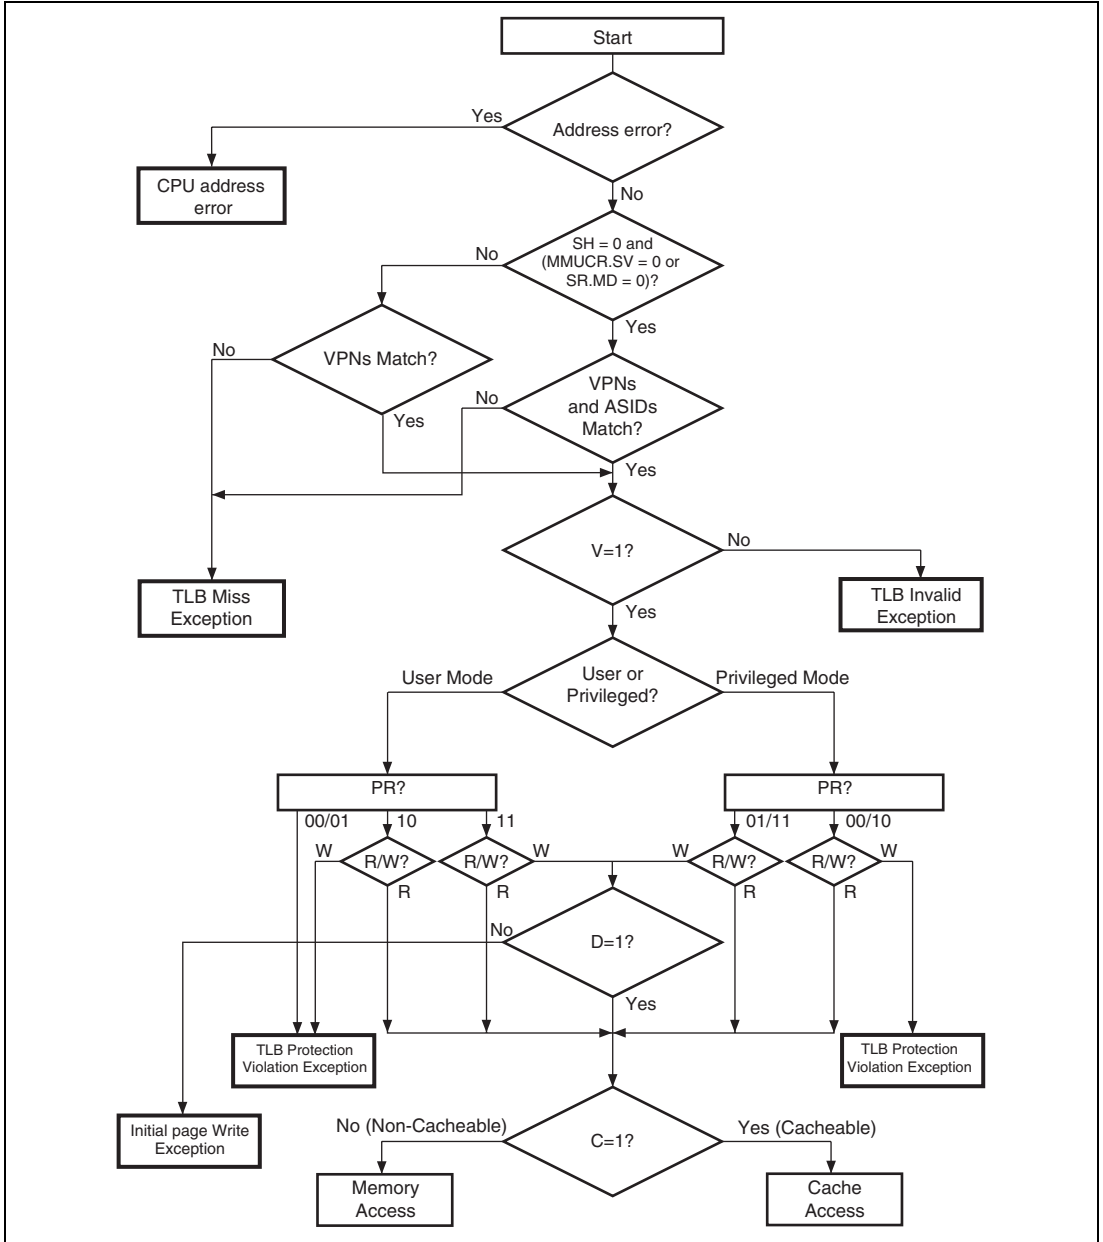 Start
Yes
Address error?
CPU address
error
No
No
SH = 0 and
(MMUCR.SV = 0 or
SR.MD = 0)?
Yes
No
VPNs Match?
Yes
No
VPNs
and ASIDs
Match?
Yes
V=1?
No
TLB Miss
Exception
TLB Invalid
Exception
Yes
User Mode
User or
Privileged?
Privileged Mode
PR?
PR?
00/01
10
11
01/11
00/10
W
R/W?
R/W?
W
W
R/W?
R/W?
W
R
R
R
R
No
D=1?
Yes
TLB Protection
Violation Exception
TLB Protection
Violation Exception
Initial page Write
Exception
No (Non-Cacheable)
C=1?
Yes (Cacheable)
Memory
Access
Cache
Access